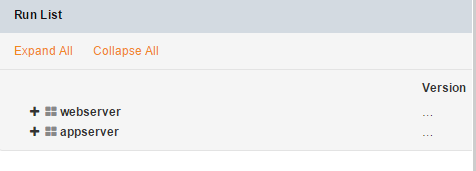 Run List
Expand All Collapse All
Version
webserver ...
appserver ...